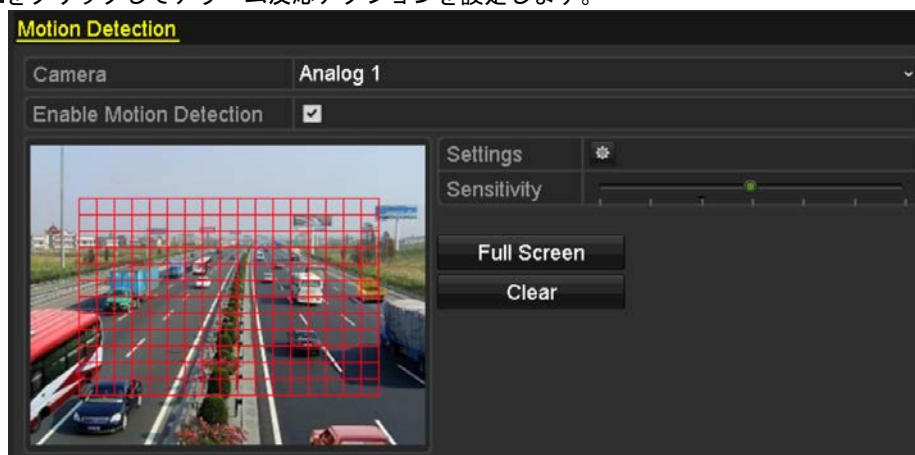 をクリックしてアラーム反応アクションを設定します。
Motion Detection
Camera Analog 1
Enable Motion Detection
Settings
Sensitivity
Full Screen
Clear